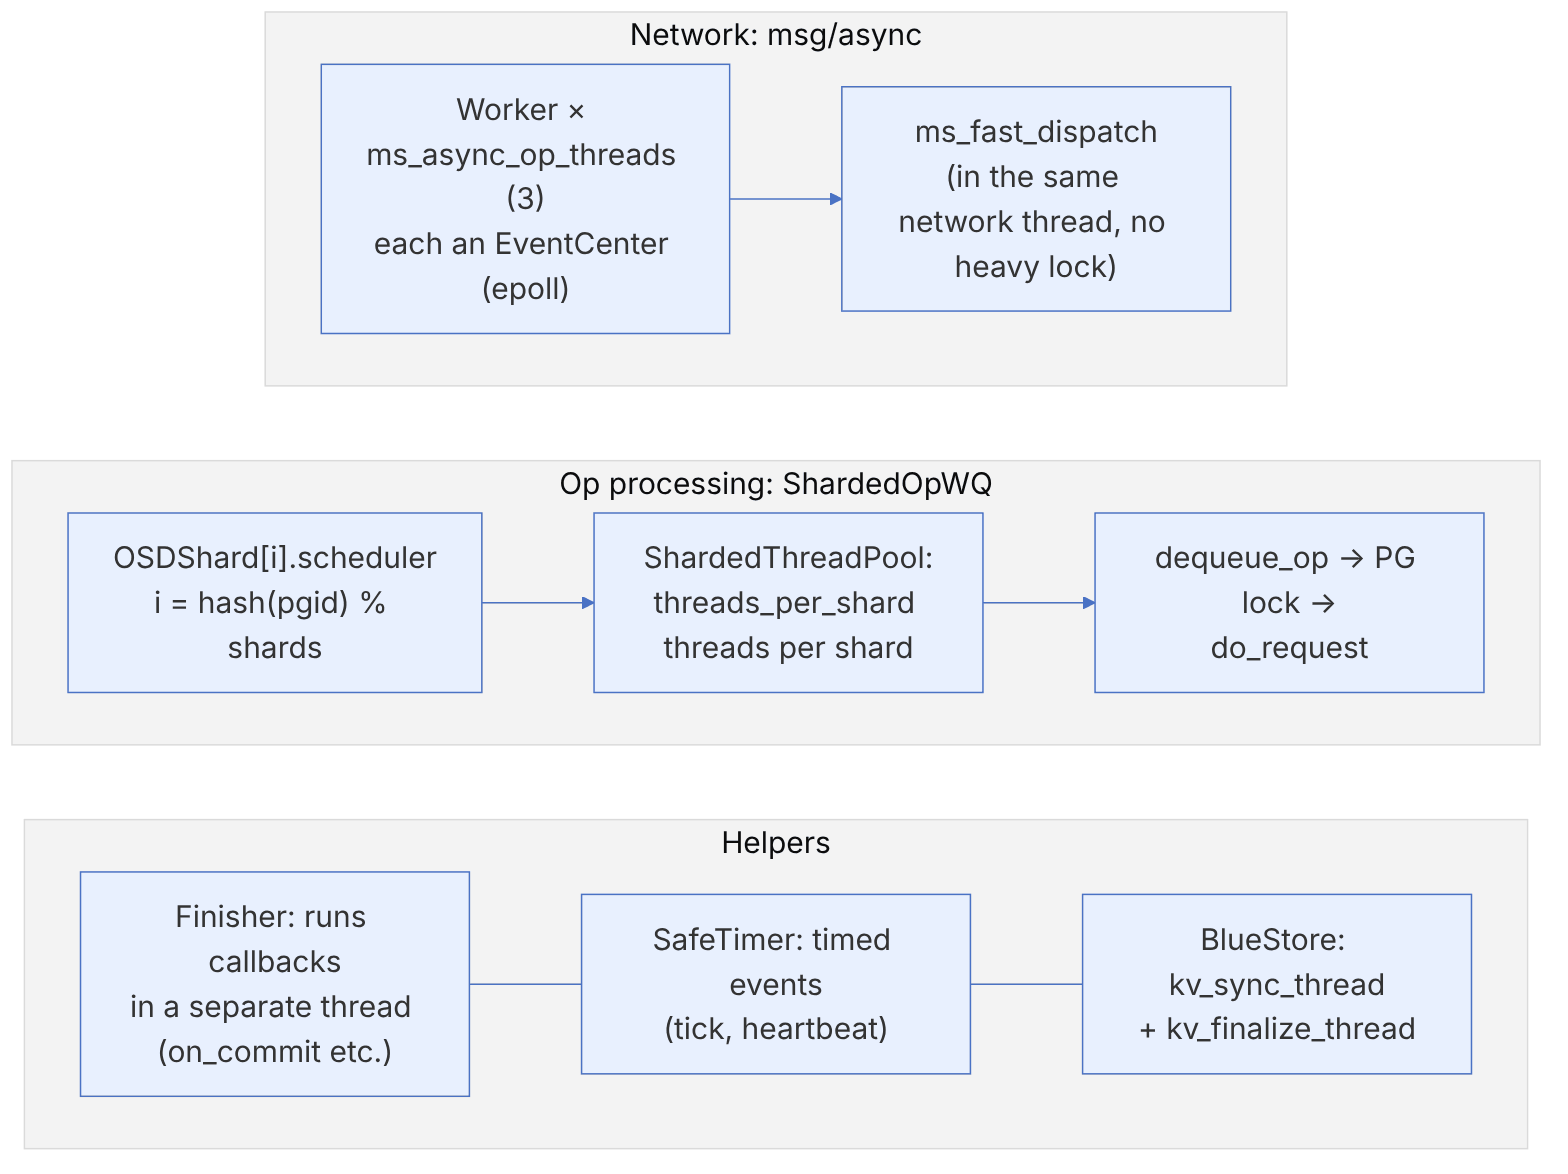 Network: msg/async
Worker ×
ms_async_op_threads
(3)
each an EventCenter
(epoll)
ms_fast_dispatch
(in the same
network thread, no
heavy lock)
Op processing: ShardedOpWQ
OSDShard[i].scheduler
i = hash(pgid) %
shards
ShardedThreadPool:
threads_per_shard
threads per shard
dequeue_op → PG
lock →
do_request
Helpers
Finisher: runs
callbacks
in a separate thread
(on_commit etc.)
SafeTimer: timed
events
(tick, heartbeat)
BlueStore:
kv_sync_thread
+ kv_finalize_thread